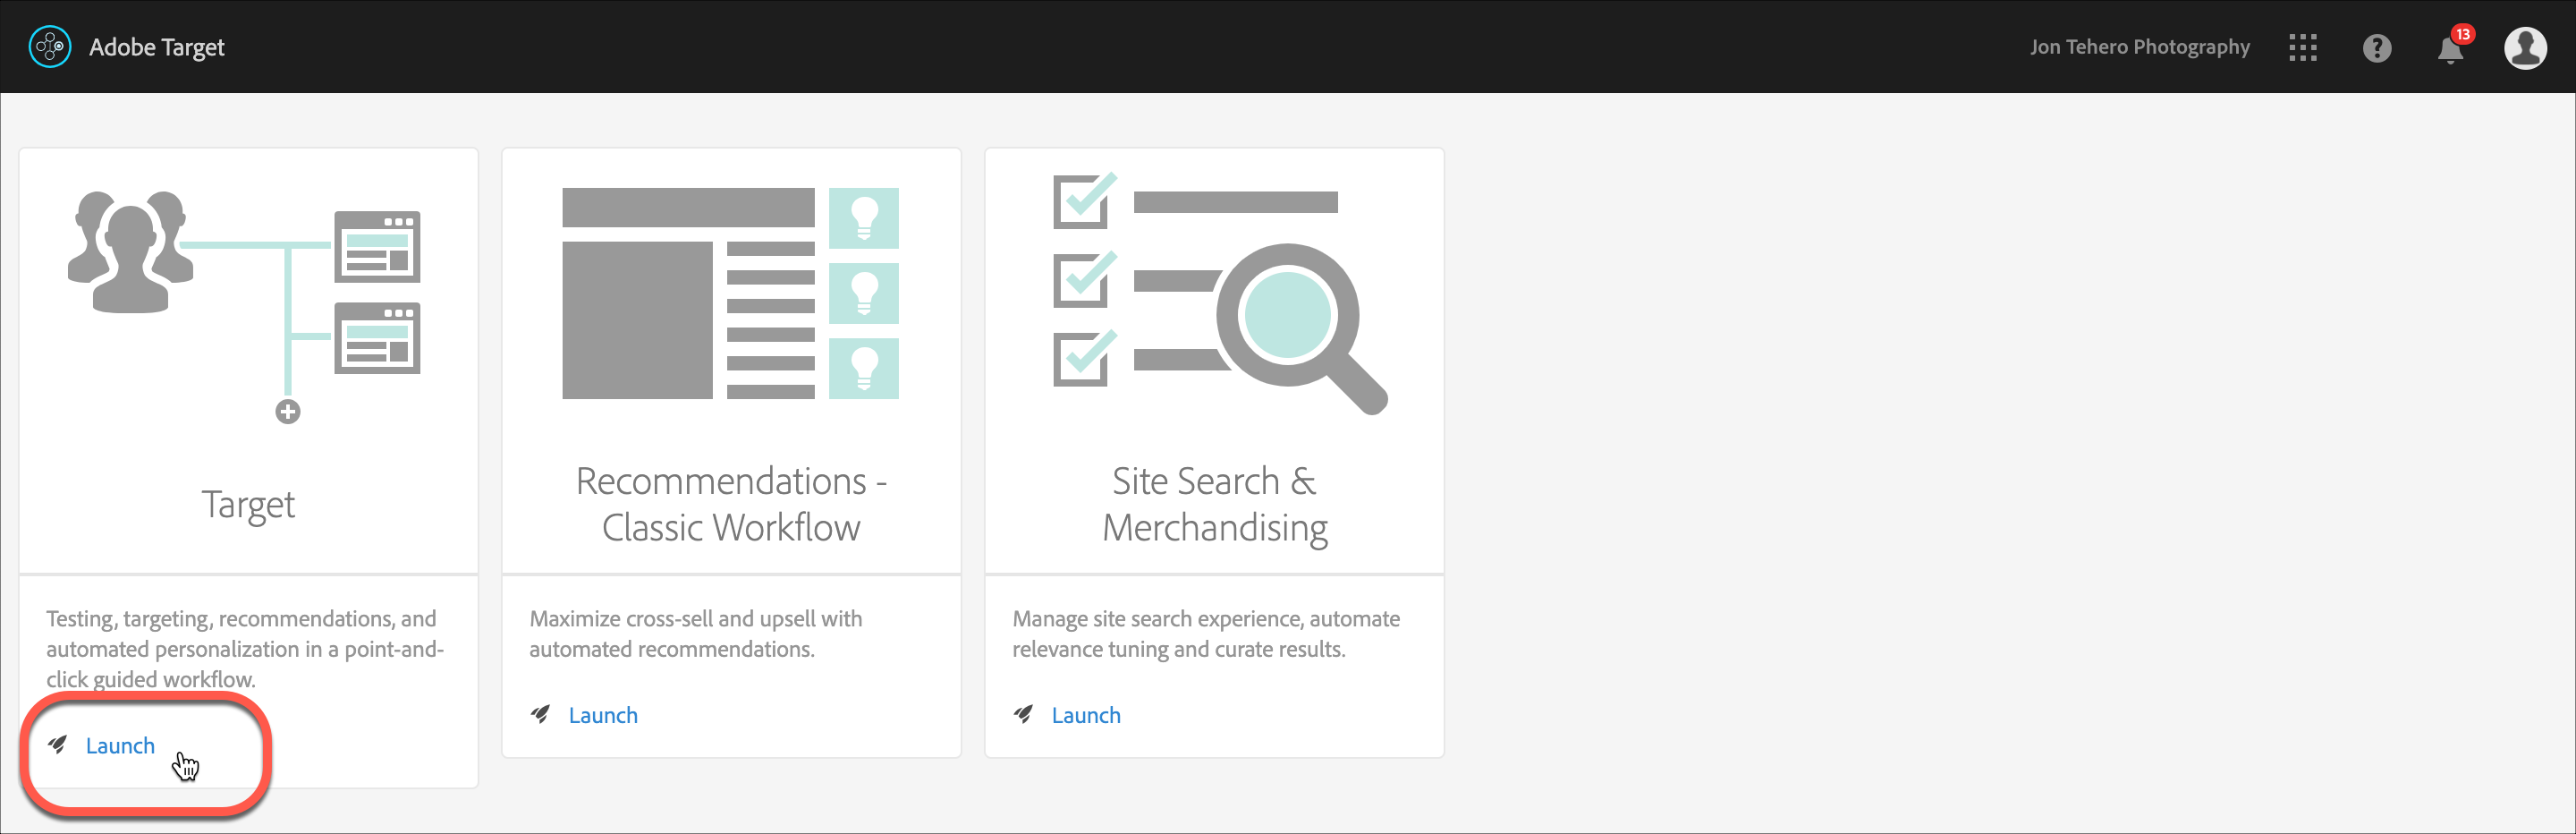 Adobe Target
Jon Tehero Photography
13
Target
Testing, targeting, recommendations, and
automated personalization in a point-and-
click guided workflow.
Launch
Recommendations -
Classic Workflow
Maximize cross-sell and upsell with
automated recommendations.
Launch
Site Search &
Merchandising
Manage site search experience, automate
relevance tuning and curate results.
Launch